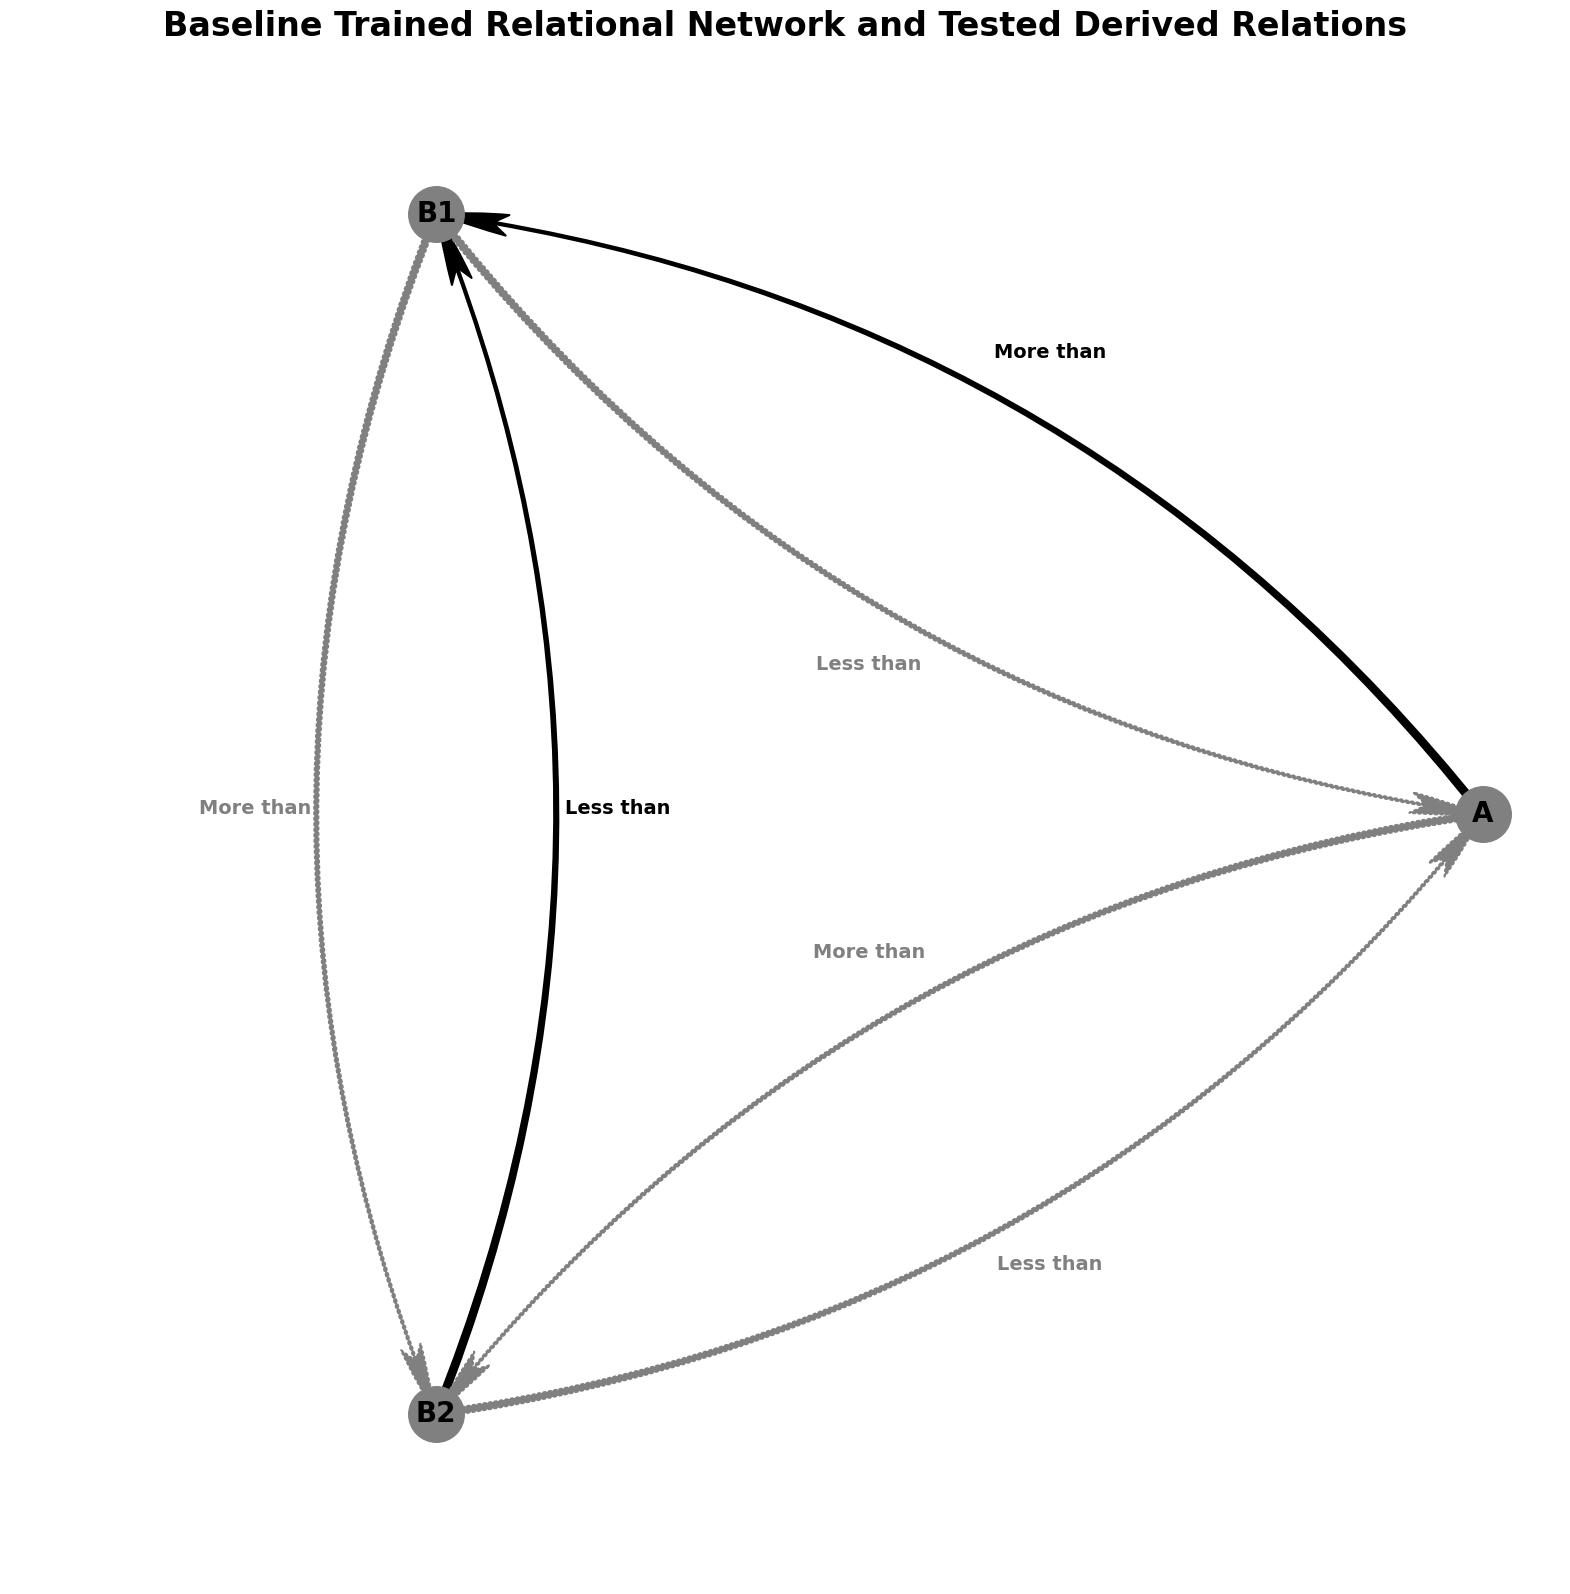 Baseline Trained Relational Network and Tested Derived Relations
B1
More than
Less than
More than
Less than
A
More than
Less than
B2